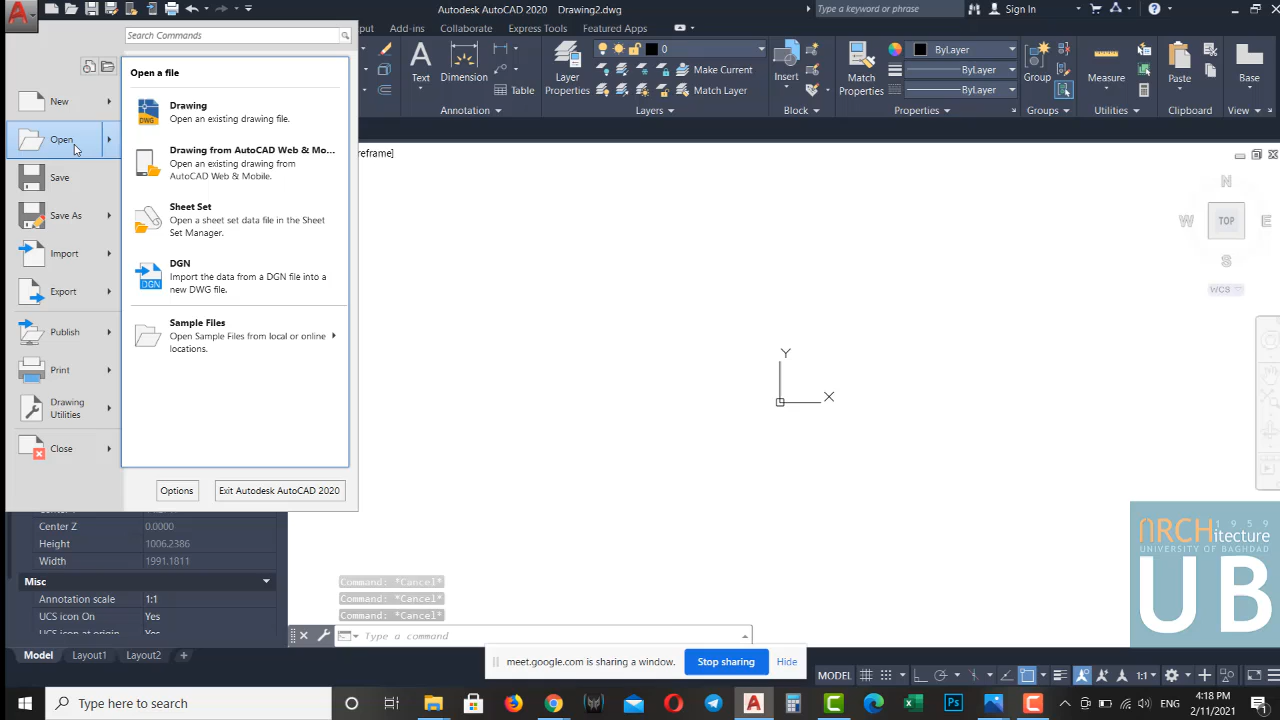 Autodesk AutoCAD 2020 Drawing2.dwg
Type a keyword or phrase
Sign In
Search Commands
put Collaborate Express Tools Featured Apps
Open a file
New
Open
Save
Save As
Import
Export
Publish
Print
Drawing
Utilities
Close
Drawing
Open an existing drawing file.
DWG
Drawing from AutoCAD Web & Mo...
Open an existing drawing from
AutoCAD Web & Mobile.
Sheet Set
Open a sheet set data file in the Sheet
Set Manager.
DGN
Import the data from a DGN file into a
new DWG file.
DGN
Sample Files
Open Sample Files from local or online
locations.
Options
Exit Autodesk AutoCAD 2020
A
Text
Dimension
Table
Annotation
Layer
Properties
0
Make Current
Match Layer
Layers
Insert
Block
Match
Properties
ByLayer
ByLayer
ByLayer
Properties
Group
Groups
Measure
Utilities
Paste
Clipboard
Base
View
reframe]
N
W TOP E
S
WCS
Y
X
Center Z 0.0000
Height 1006.2386
Width 1991.1811
Misc
Annotation scale 1:1
UCS icon On Yes
UCS icon at origin Yes
Command: *Cancel*
Command: *Cancel*
Command: *Cancel*
Type a command
Model Layout1 Layout2 +
meet.google.com is sharing a window.
Stop sharing
Hide
MODEL
1:1
1959
ARCHitecture
UNIVERSITY OF BAGHDAD
UB
Type here to search
ENG
4:18 PM
2/11/2021